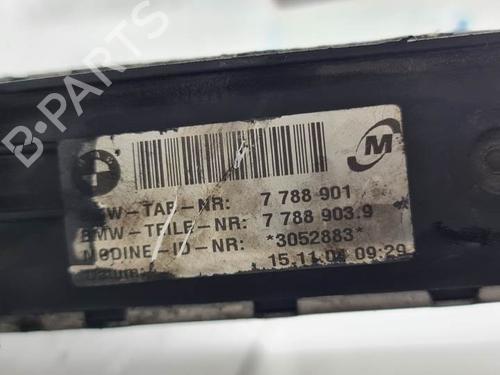 B-PARTS
BMW-TAB-NR: 7 788 901
BMW-TEILE-NR: 7 788 903.9
MODINE-ID-NR: *3052883*
15.11.04 09:29